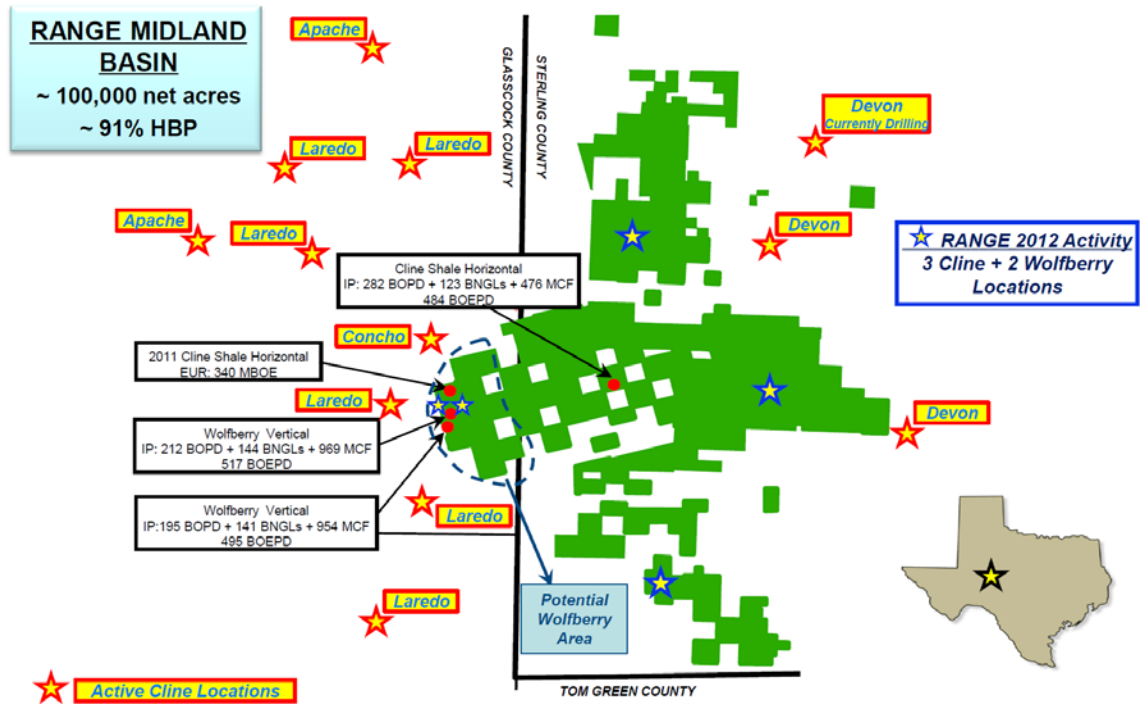 RANGE MIDLAND
BASIN
~ 100,000 net acres
~ 91% HBP
Apache
GLASSCOCK COUNTY
STERLING COUNTY
Devon
Currently Drilling
Laredo
Laredo
Apache
Laredo
Devon
RANGE 2012 Activity
3 Cline + 2 Wolfberry
Locations
Cline Shale Horizontal
IP: 282 BOPD + 123 BNGLs + 476 MCF
484 BOEPD
Concho
2011 Cline Shale Horizontal
EUR: 340 MBOE
Laredo
Devon
Wolfberry Vertical
IP: 212 BOPD + 144 BNGLs + 969 MCF
517 BOEPD
Wolfberry Vertical
IP:195 BOPD + 141 BNGLs + 954 MCF
495 BOEPD
Laredo
Potential
Wolfberry
Area
Laredo
Active Cline Locations
TOM GREEN COUNTY